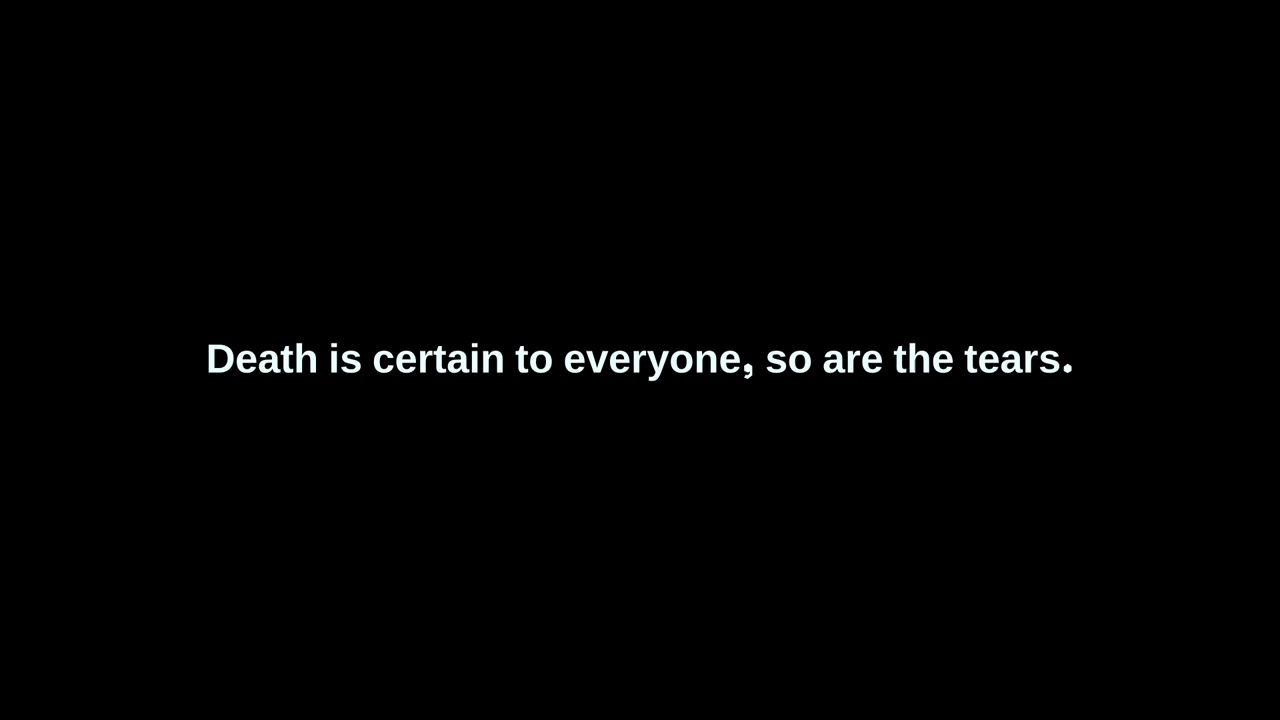 Death is certain to everyone, so are the tears.